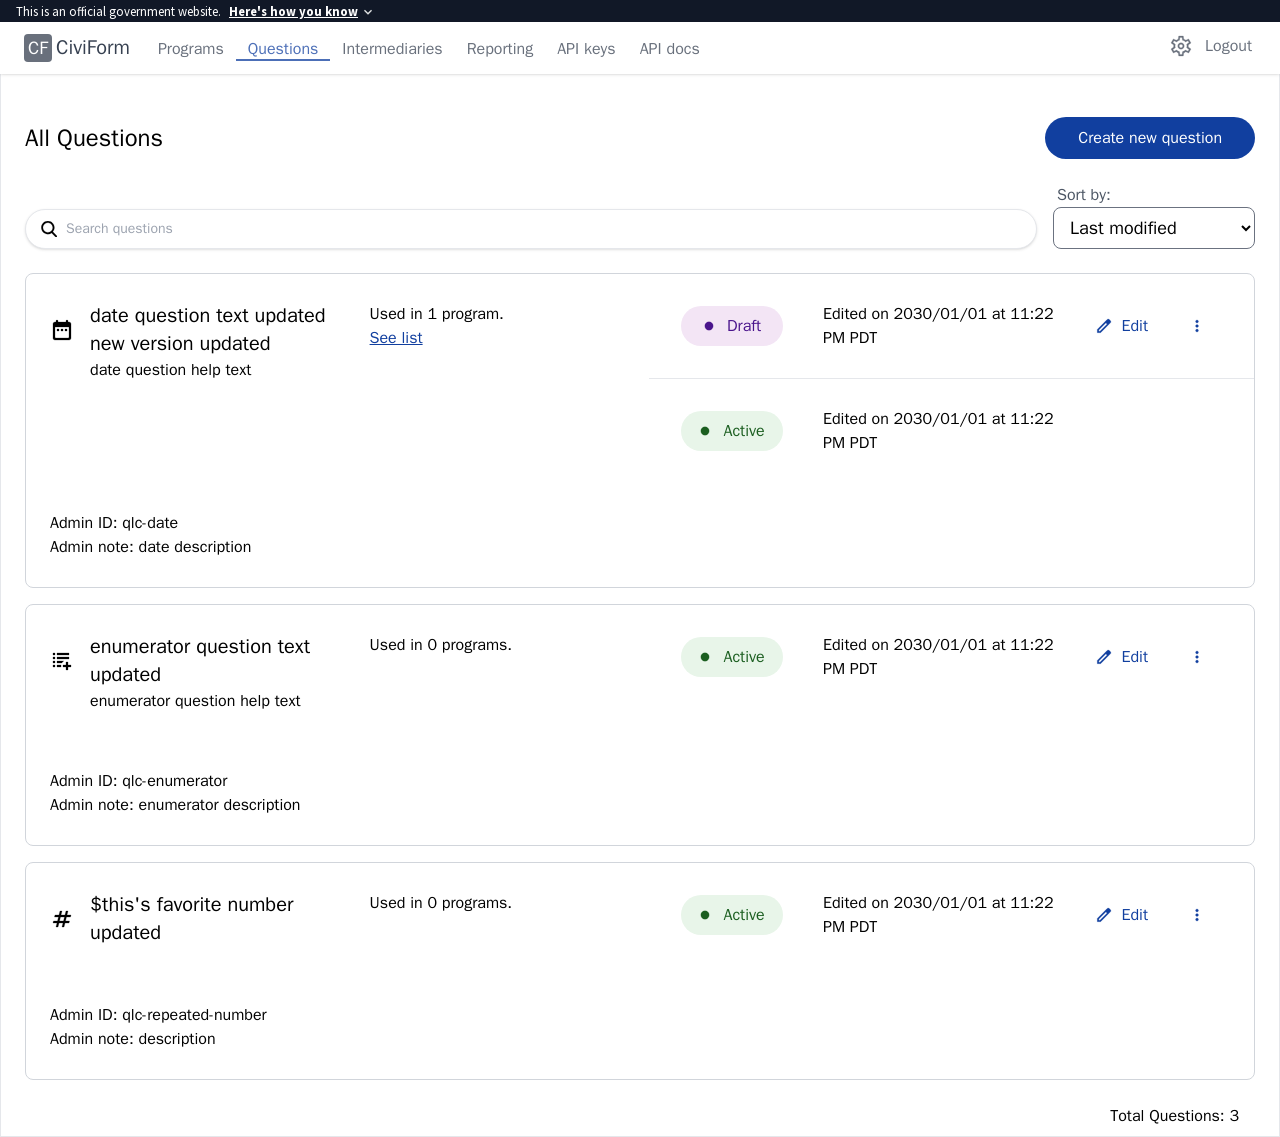 This is an official government website. Here's how you know
CF CiviForm Programs Questions Intermediaries Reporting API keys API docs Logout
All Questions
Create new question
Sort by:
Search questions
Last modified
date question text updated
new version updated
date question help text
Used in 1 program.
See list
Draft
Edited on 2030/01/01 at 11:22
PM PDT
Edit
Active
Edited on 2030/01/01 at 11:22
PM PDT
Admin ID: qlc-date
Admin note: date description
enumerator question text
updated
enumerator question help text
Used in 0 programs.
Active
Edited on 2030/01/01 at 11:22
PM PDT
Edit
Admin ID: qlc-enumerator
Admin note: enumerator description
$this's favorite number
updated
Used in 0 programs.
Active
Edited on 2030/01/01 at 11:22
PM PDT
Edit
Admin ID: qlc-repeated-number
Admin note: description
Total Questions: 3